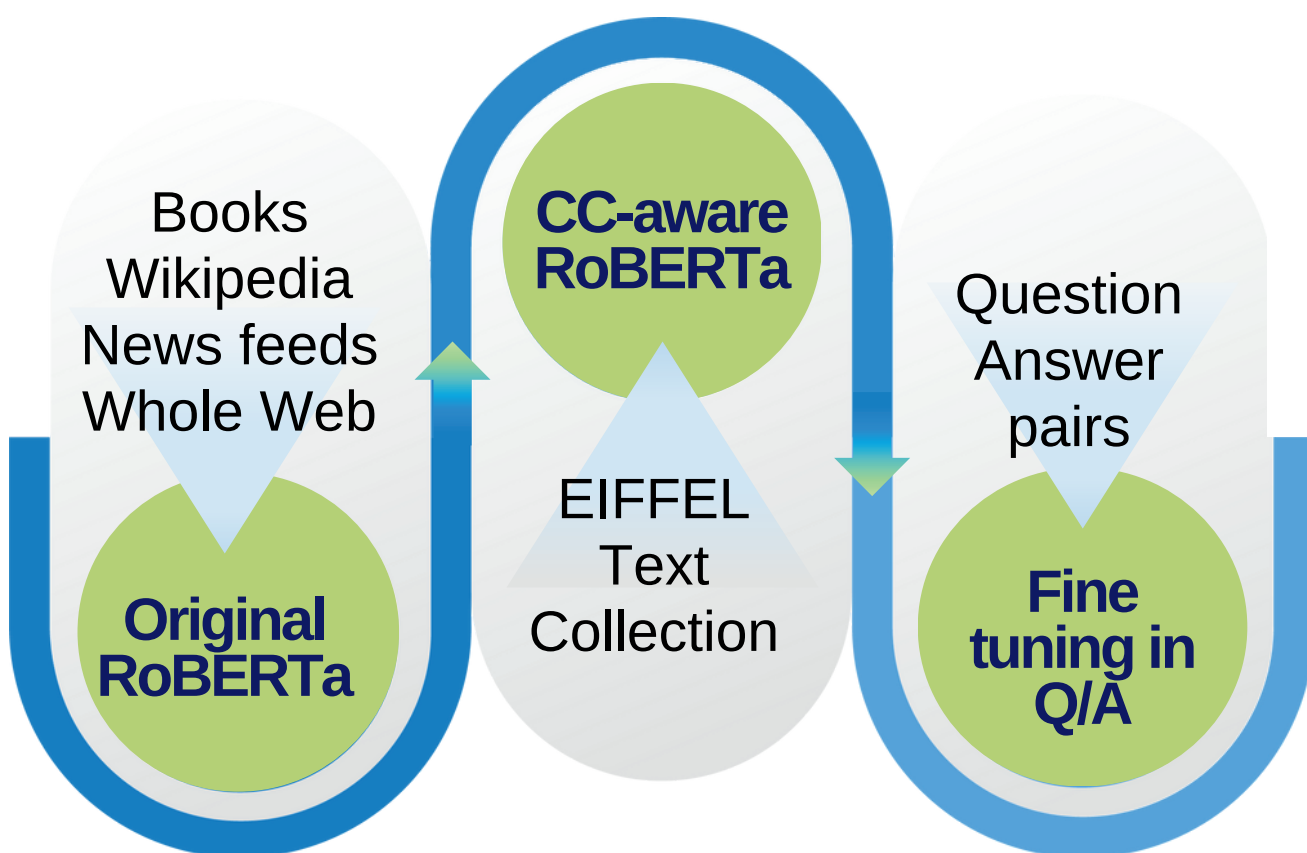 Books
Wikipedia
News feeds
Whole Web
Original
RoBERTa
CC-aware
RoBERTa
EIFFEL
Text
Collection
Question
Answer
pairs
Fine
tuning in
Q/A